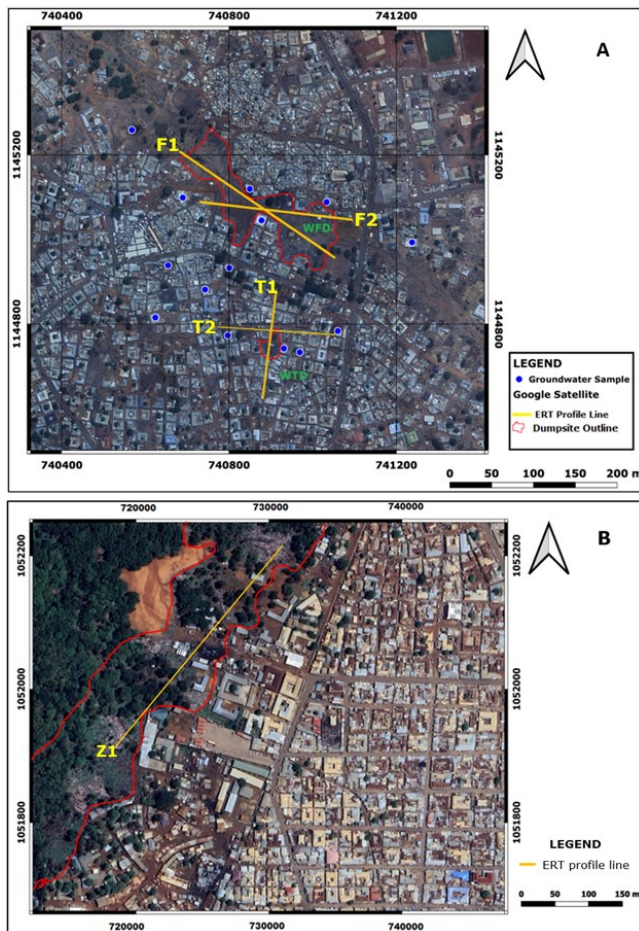 740400 740800 741200
A
1145200 1145200
F1
WFD
F2
T1
1144800 T2 1144800
WTD
LEGEND
Groundwater Sample
Google Satellite
ERT Profile Line
Dumpsite Outline
740400 740800 741200
0 50 100 150 200 m
720000 730000 740000
B
1052200 1052200
1052000 1052000
Z1
1051800 1051800
LEGEND
ERT profile line
720000 730000 740000
0 50 100 150 m